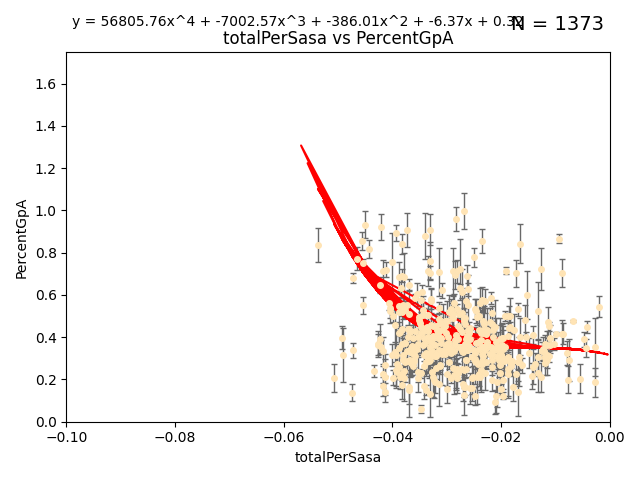 y = 56805.76x^4 + -7002.57x^3 + -386.01x^2 + -6.37x + 0.32
N = 1373
totalPerSasa vs PercentGpA
PercentGpA
1.6
1.4
1.2
1.0
0.8
0.6
0.4
0.2
0.0
−0.10 −0.08 −0.06 −0.04 −0.02 0.00
totalPerSasa